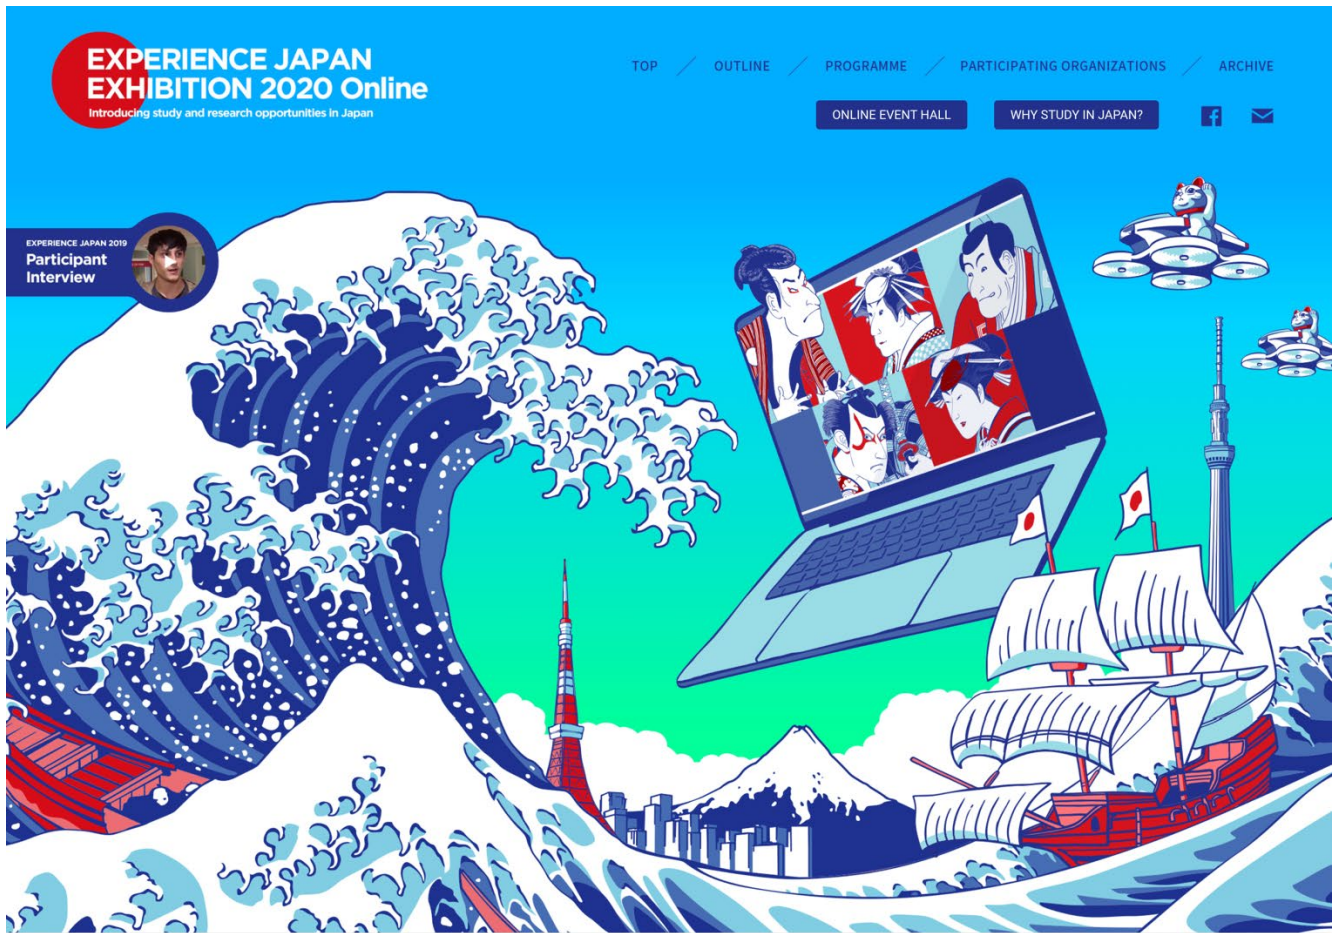 EXPERIENCE JAPAN
EXHIBITION 2020 Online
Introducing study and research opportunities in Japan
TOP
OUTLINE
PROGRAMME
PARTICIPATING ORGANIZATIONS
ARCHIVE
ONLINE EVENT HALL
WHY STUDY IN JAPAN?
EXPERIENCE JAPAN 2019
Participant
Interview